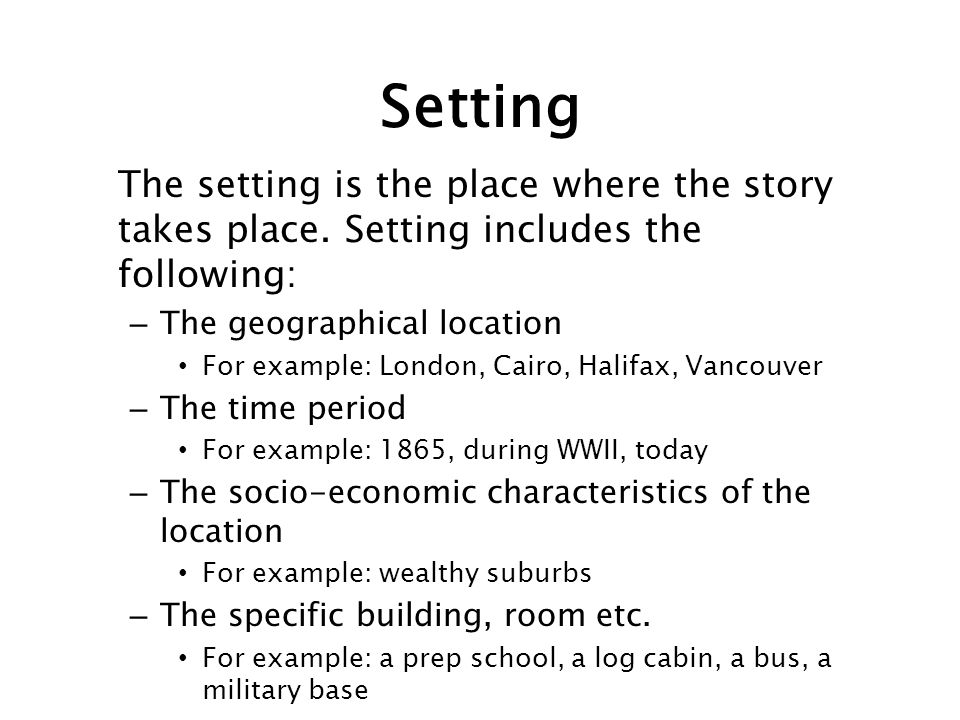 Setting
The setting is the place where the story
takes place. Setting includes the
following:
– The geographical location
• For example: London, Cairo, Halifax, Vancouver
– The time period
• For example: 1865, during WWII, today
– The socio-economic characteristics of the
location
• For example: wealthy suburbs
– The specific building, room etc.
• For example: a prep school, a log cabin, a bus, a
military base